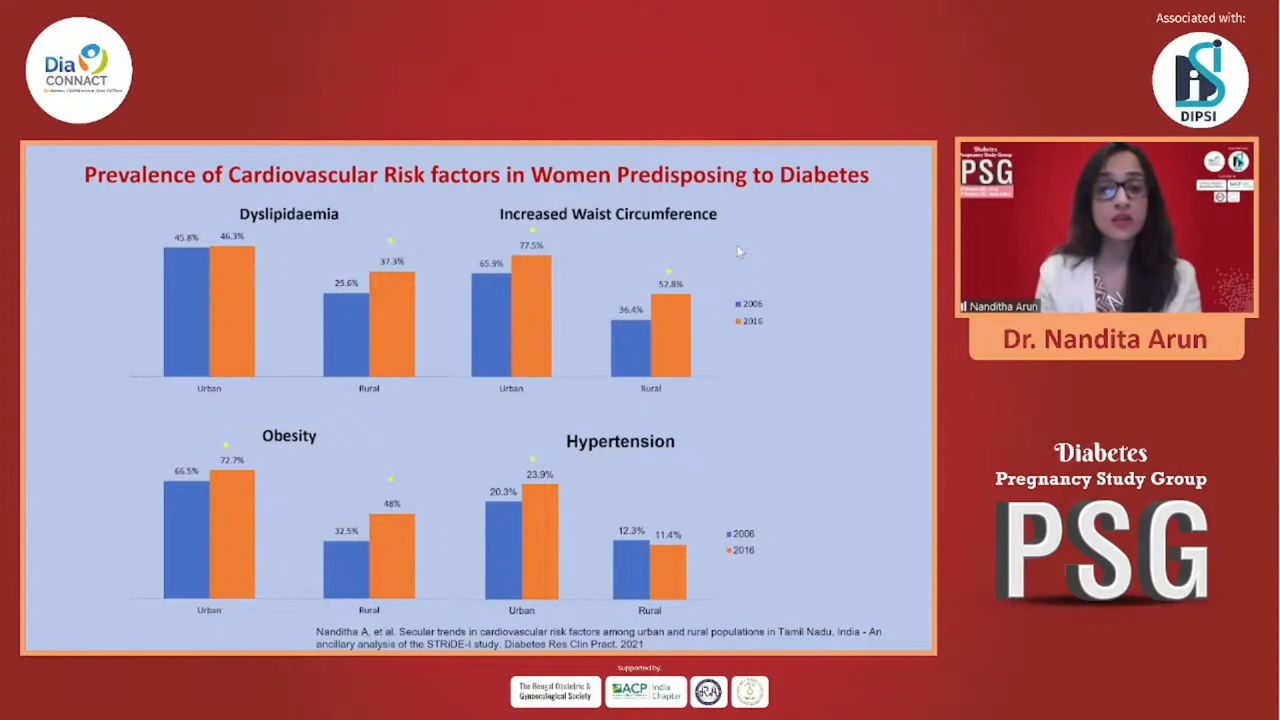 Dia
CONNACT
Associated with:
DIPSI
Prevalence of Cardiovascular Risk factors in Women Predisposing to Diabetes
Dyslipidaemia
45.8%
46.3%
29.6%
37.3%
Urban
Rural
Increased Waist Circumference
65.9%
77.5%
36.4%
52.8%
Urban
Rural
2006
2016
Obesity
66.5%
72.7%
32.5%
48%
Urban
Rural
Hypertension
20.3%
23.9%
12.3%
11.4%
Urban
Rural
2006
2016
Nanditha A, et al. Secular trends in cardiovascular risk factors among urban and rural populations in Tamil Nadu, India - An
ancillary analysis of the STRiDE-I study. Diabetes Res Clin Pract. 2021
Diabetes
Pregnancy Study Group
PSG
Nanditha Arun
Dr. Nandita Arun
Diabetes
Pregnancy Study Group
PSG
Supported by:
The Bengal Obstetric &
Gynaecological Society
ACP
India
Chapter